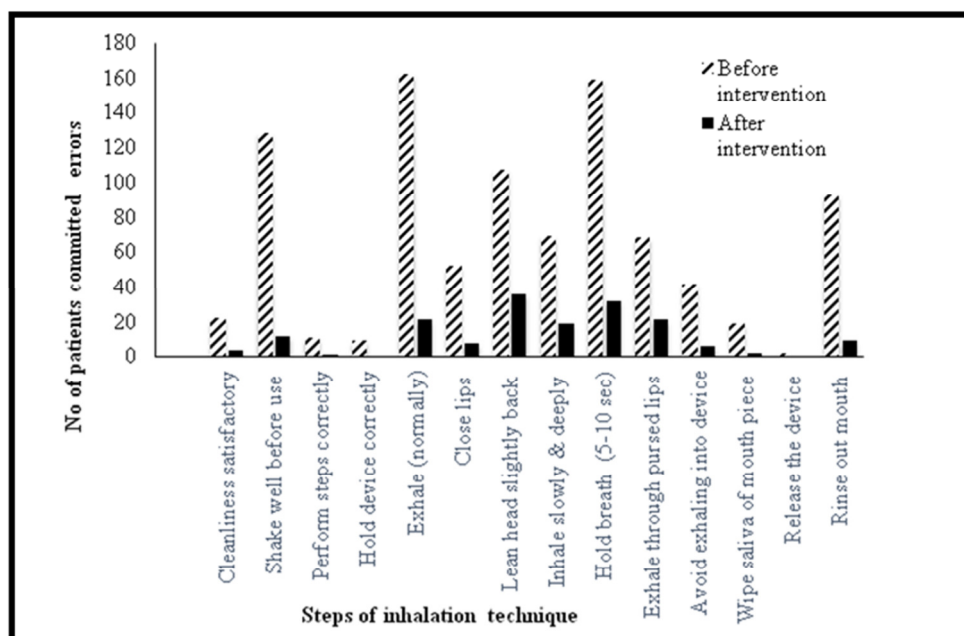 No of patients committed errors
180
160
140
120
100
80
60
40
20
0
Before
intervention
After
intervention
Cleanliness satisfactory
Shake well before use
Perform steps correctly
Hold device correctly
Exhale (normally)
Close lips
Lean head slightly back
Inhale slowly & deeply
Hold breath (5-10 sec)
Exhale through pursed lips
Avoid exhaling into device
Wipe saliva of mouth piece
Release the device
Rinse out mouth
Steps of inhalation technique